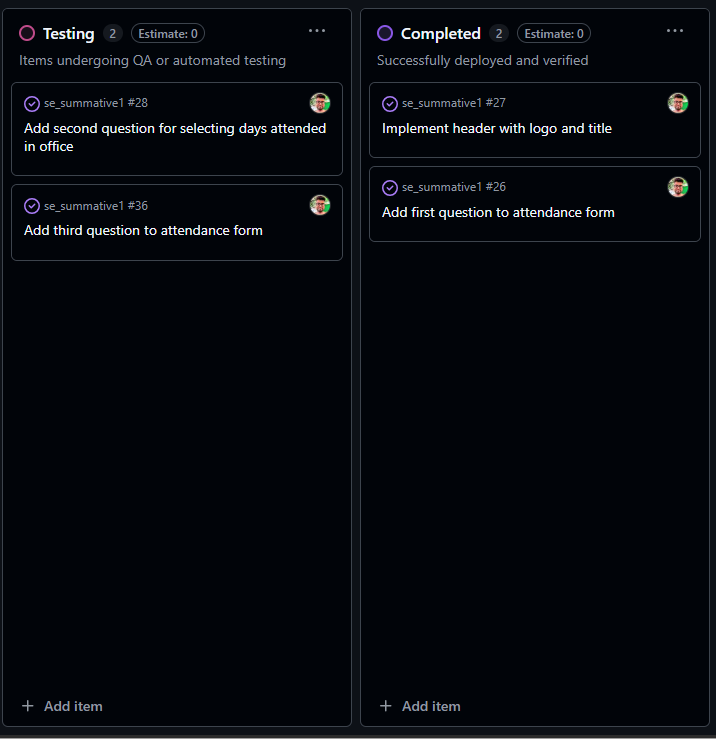 Testing 2 Estimate: 0 ...
Items undergoing QA or automated testing
se_summative1 #28
Add second question for selecting days attended
in office
se_summative1 #36
Add third question to attendance form
+ Add item
Completed 2 Estimate: 0 ...
Successfully deployed and verified
se_summative1 #27
Implement header with logo and title
se_summative1 #26
Add first question to attendance form
+ Add item